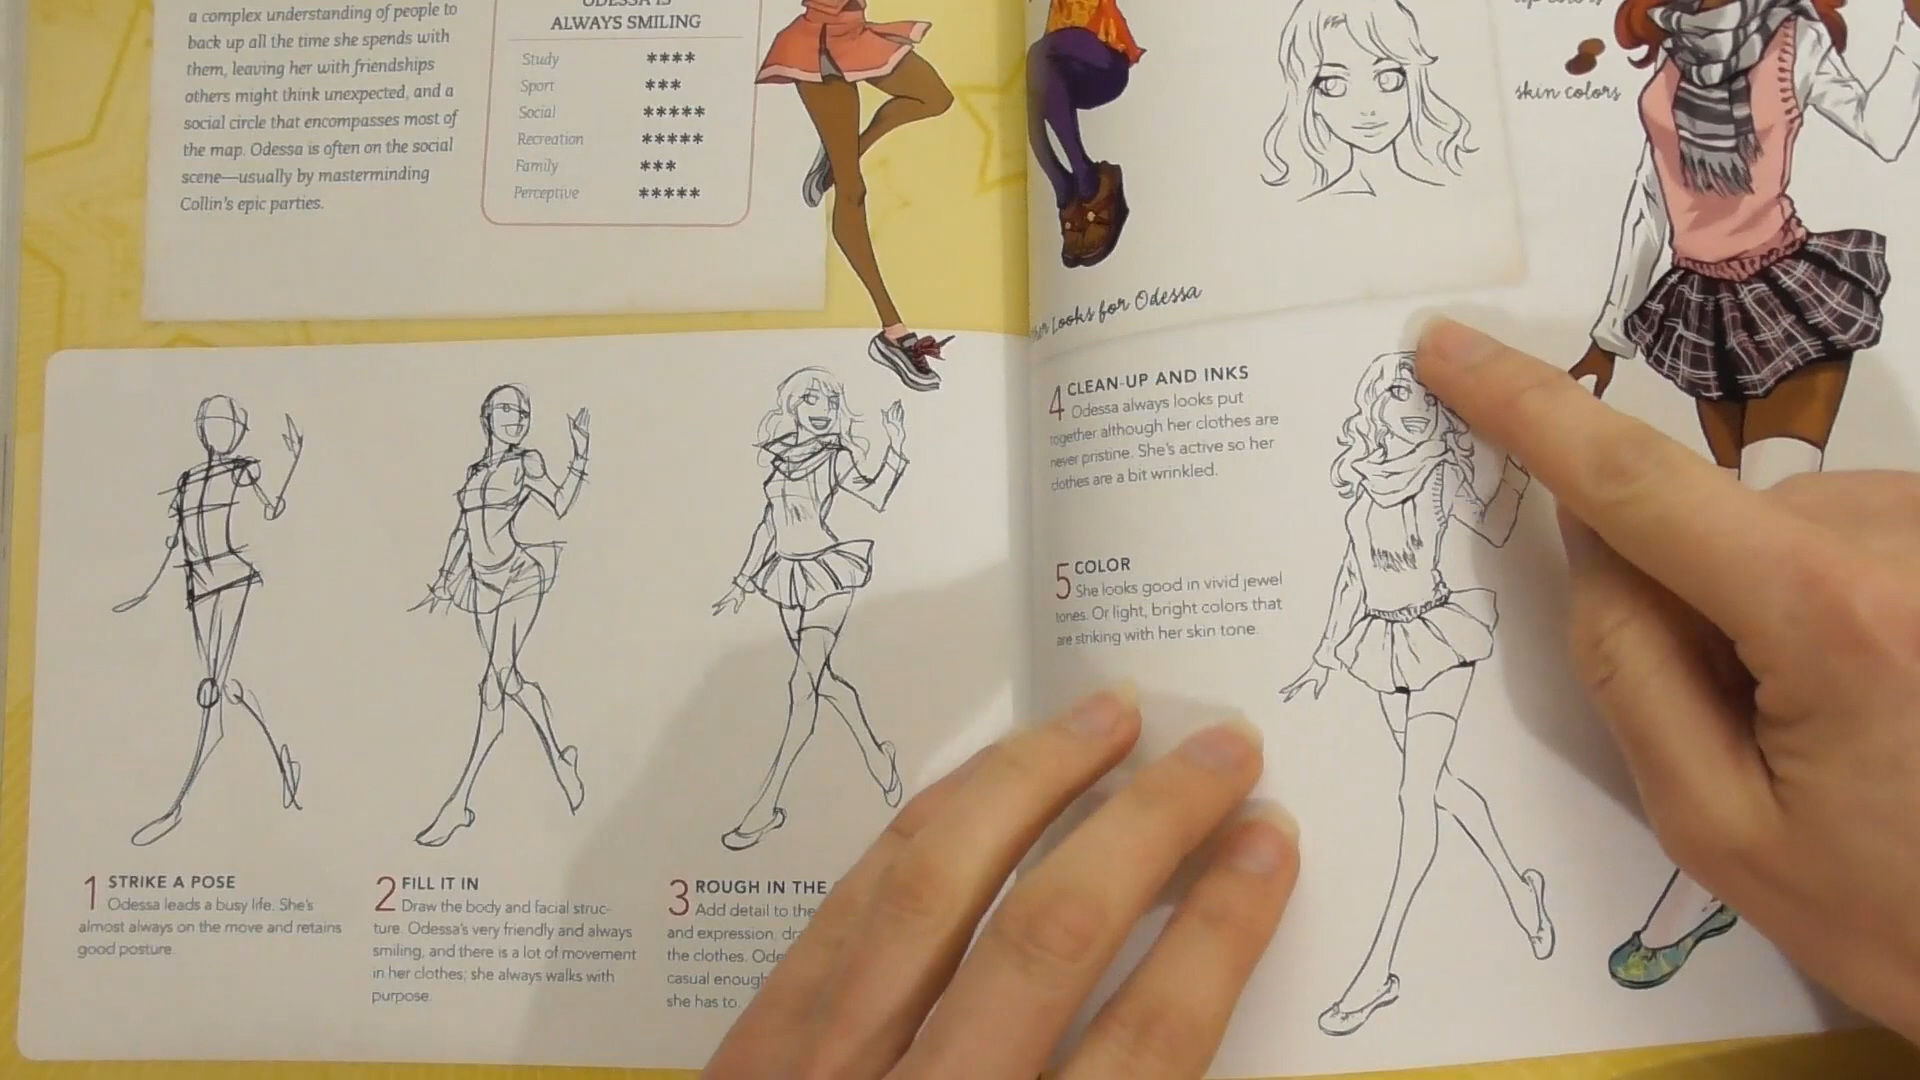 a complex understanding of people to
back up all the time she spends with
them, leaving her with friendships
others might think unexpected, and a
social circle that encompasses most of
the map. Odessa is often on the social
scene—usually by masterminding
Collin's epic parties.
ODESSA IS
ALWAYS SMILING
Study ****
Sport ***
Social *****
Recreation *****
Family ***
Perceptive *****
1 STRIKE A POSE
Odessa leads a busy life. She's
almost always on the move and retains
good posture.
2 FILL IT IN
Draw the body and facial struc-
ture. Odessa's very friendly and always
smiling, and there is a lot of movement
in her clothes; she always walks with
purpose.
3 ROUGH IN THE
Add detail to the
and expression,
the clothes.
casual enough
she has to.
skin colors
Looks for Odessa
4 CLEAN-UP AND INKS
Odessa always looks put
together although her clothes are
never pristine. She's active so her
clothes are a bit wrinkled.
5 COLOR
She looks good in vivid jewel
tones. Or light, bright colors that
are striking with her skin tone.